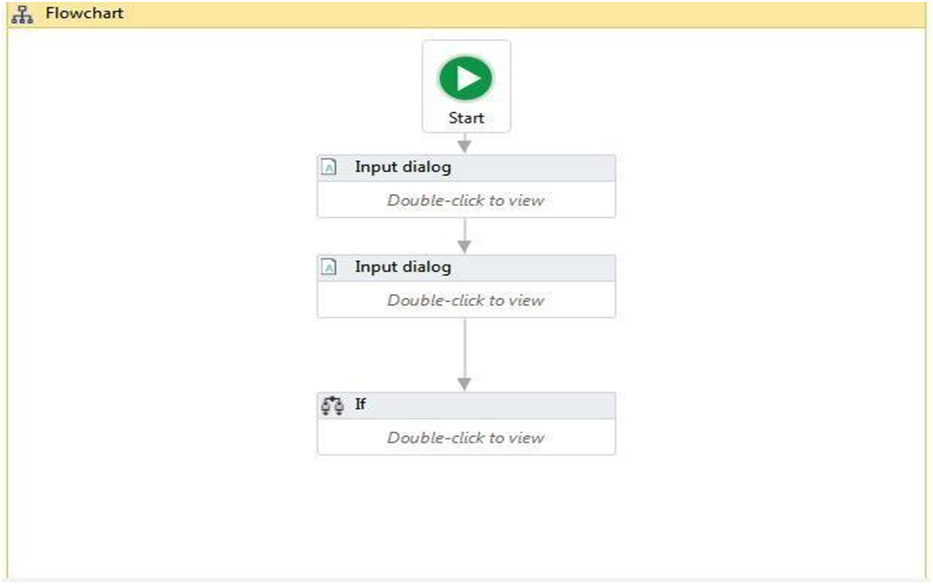 Flowchart
Start
Input dialog
Double-click to view
Input dialog
Double-click to view
If
Double-click to view